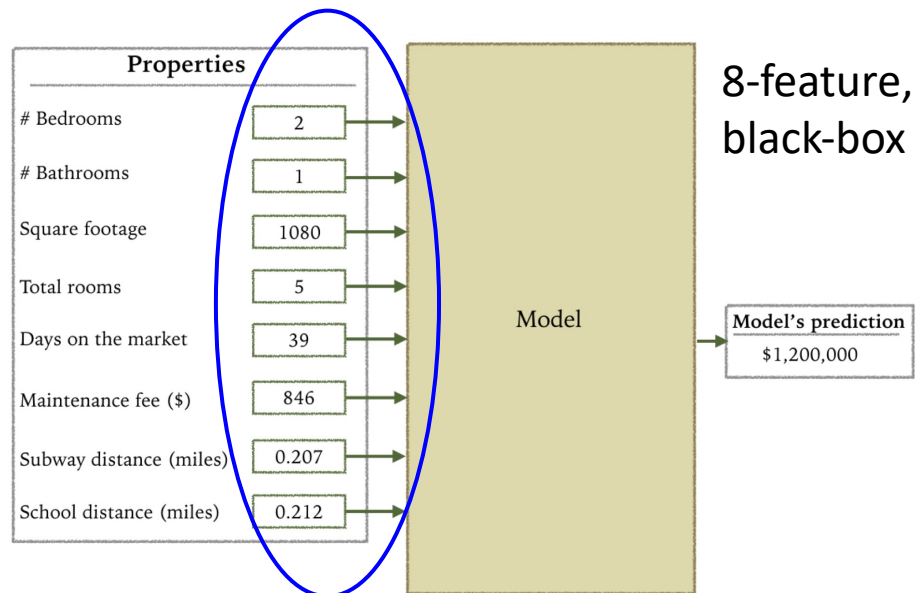 Properties
# Bedrooms 2
# Bathrooms 1
Square footage 1080
Total rooms 5
Days on the market 39
Maintenance fee ($) 846
Subway distance (miles) 0.207
School distance (miles) 0.212
Model
8-feature,
black-box
Model's prediction
$1,200,000